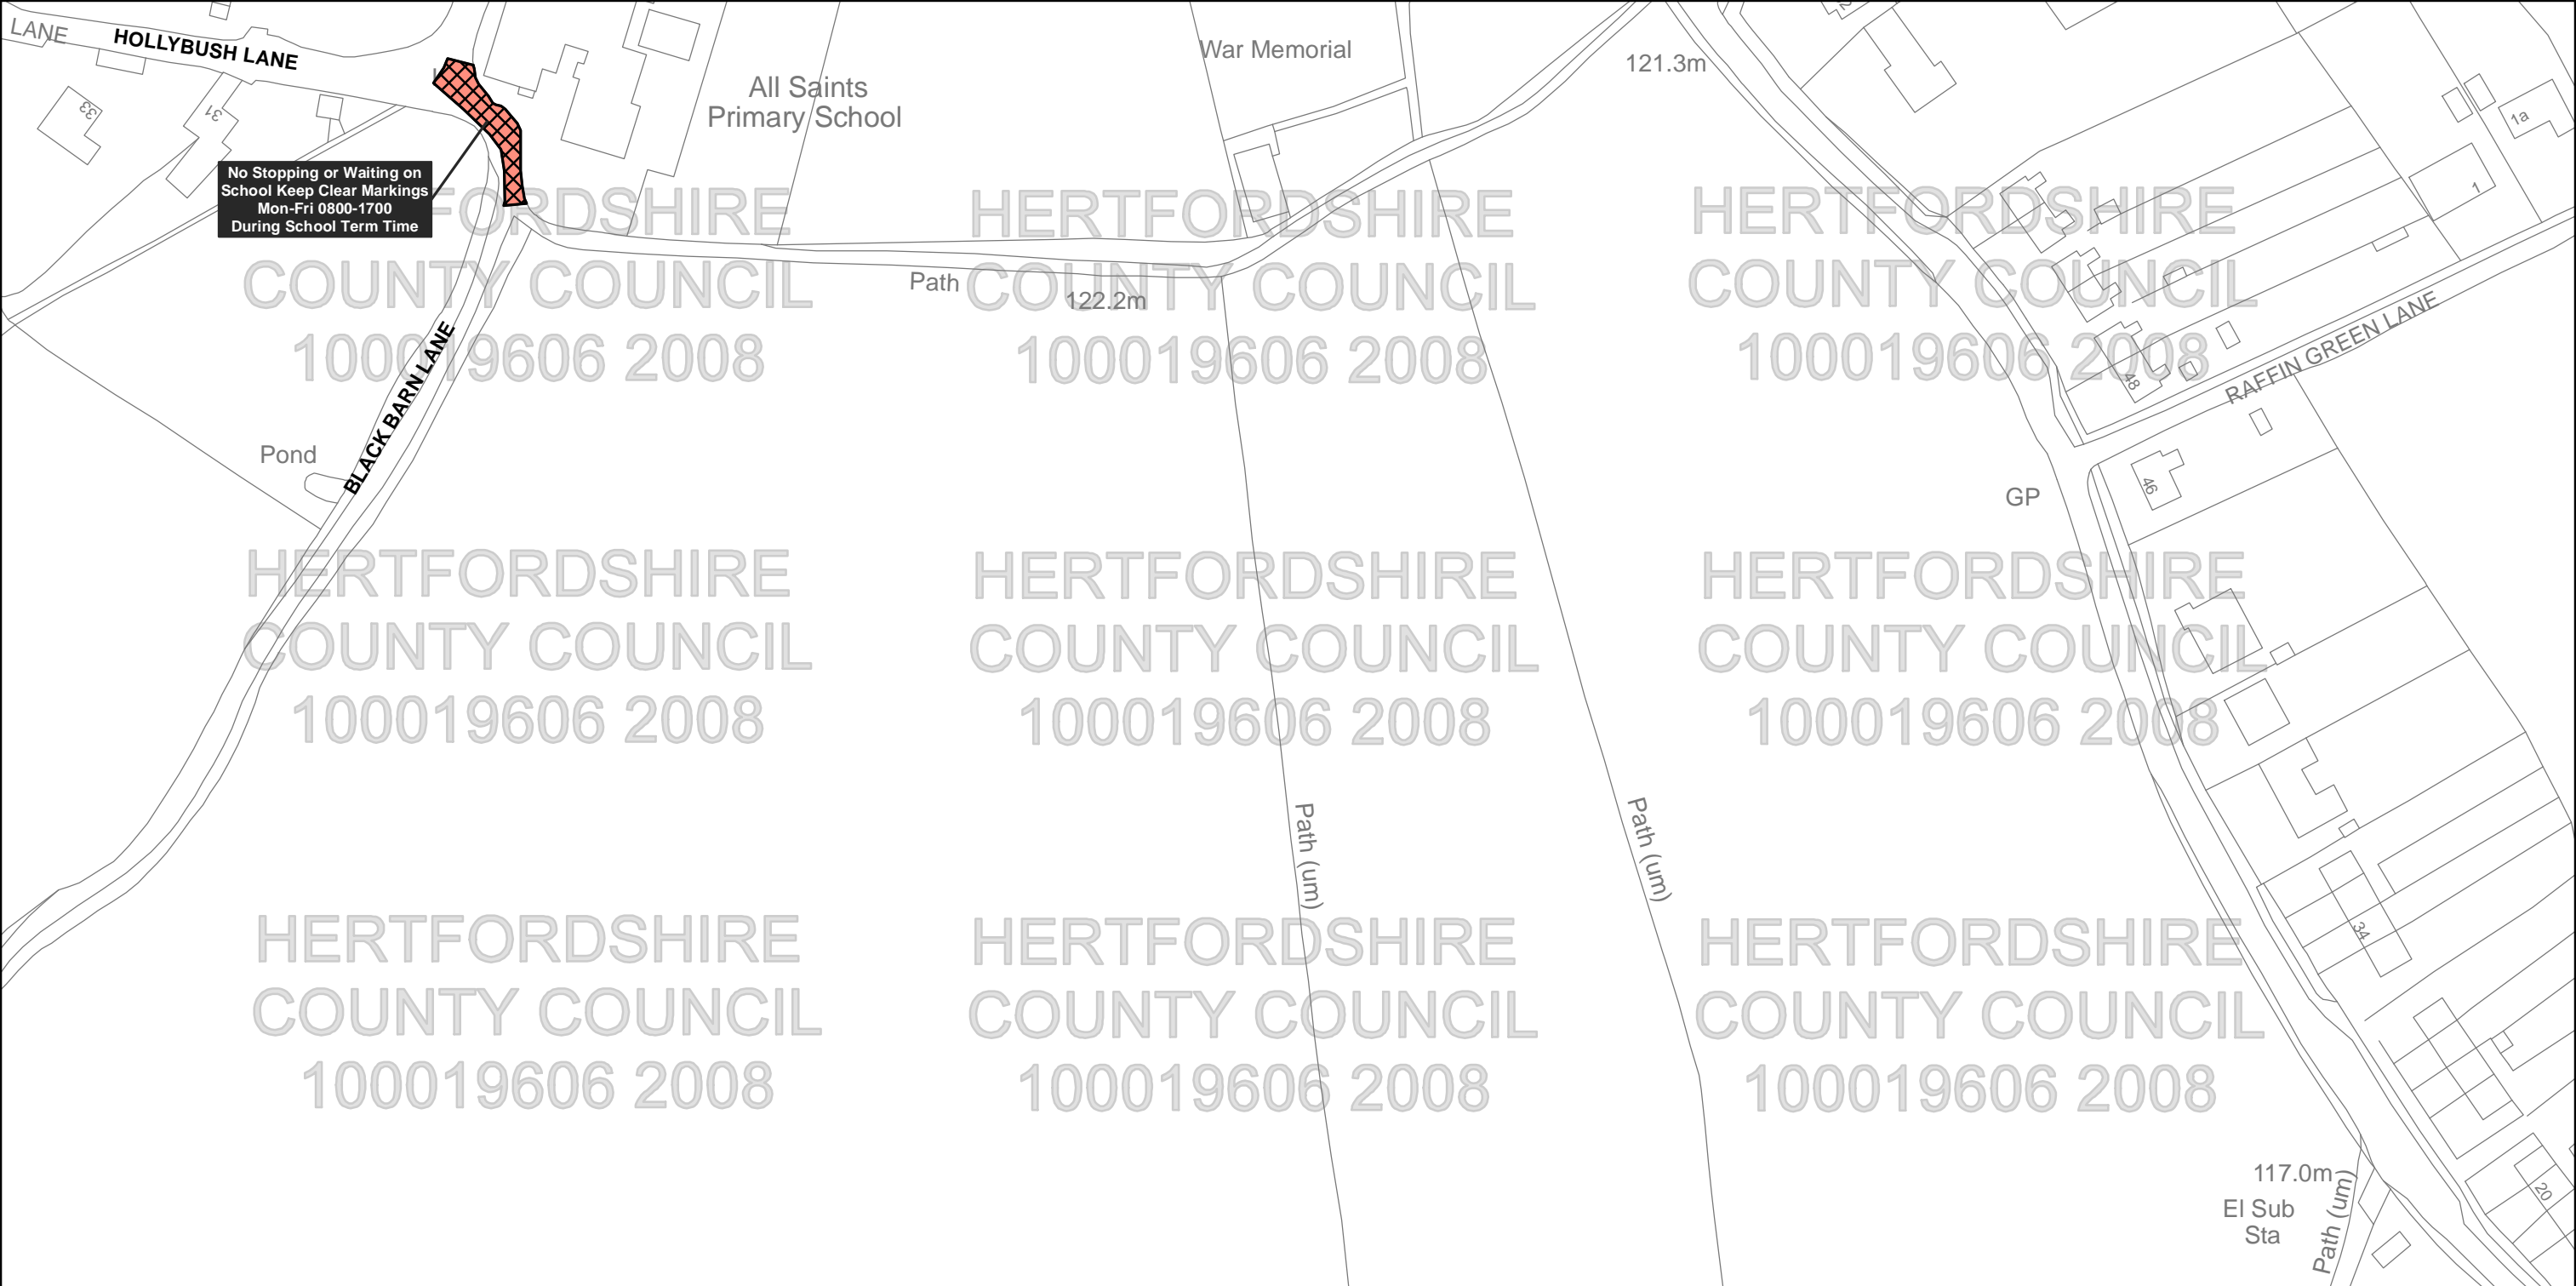 LANE
HOLLYBUSH LANE
33
31
All Saints
Primary School
War Memorial
121.3m
1a
1
No Stopping or Waiting on
School Keep Clear Markings
Mon-Fri 0800-1700
During School Term Time
HERTFORDSHIRE
COUNTY COUNCIL
100019606 2008
HERTFORDSHIRE
COUNTY COUNCIL
100019606 2008
HERTFORDSHIRE
COUNTY COUNCIL
100019606 2008
Path
122.2m
BLACK BARN LANE
Pond
RAFFIN GREEN LANE
48
46
GP
HERTFORDSHIRE
COUNTY COUNCIL
100019606 2008
HERTFORDSHIRE
COUNTY COUNCIL
100019606 2008
HERTFORDSHIRE
COUNTY COUNCIL
100019606 2008
Path (um)
Path (um)
34
HERTFORDSHIRE
COUNTY COUNCIL
100019606 2008
HERTFORDSHIRE
COUNTY COUNCIL
100019606 2008
HERTFORDSHIRE
COUNTY COUNCIL
100019606 2008
117.0m
El Sub
Sta
Path (um)
20